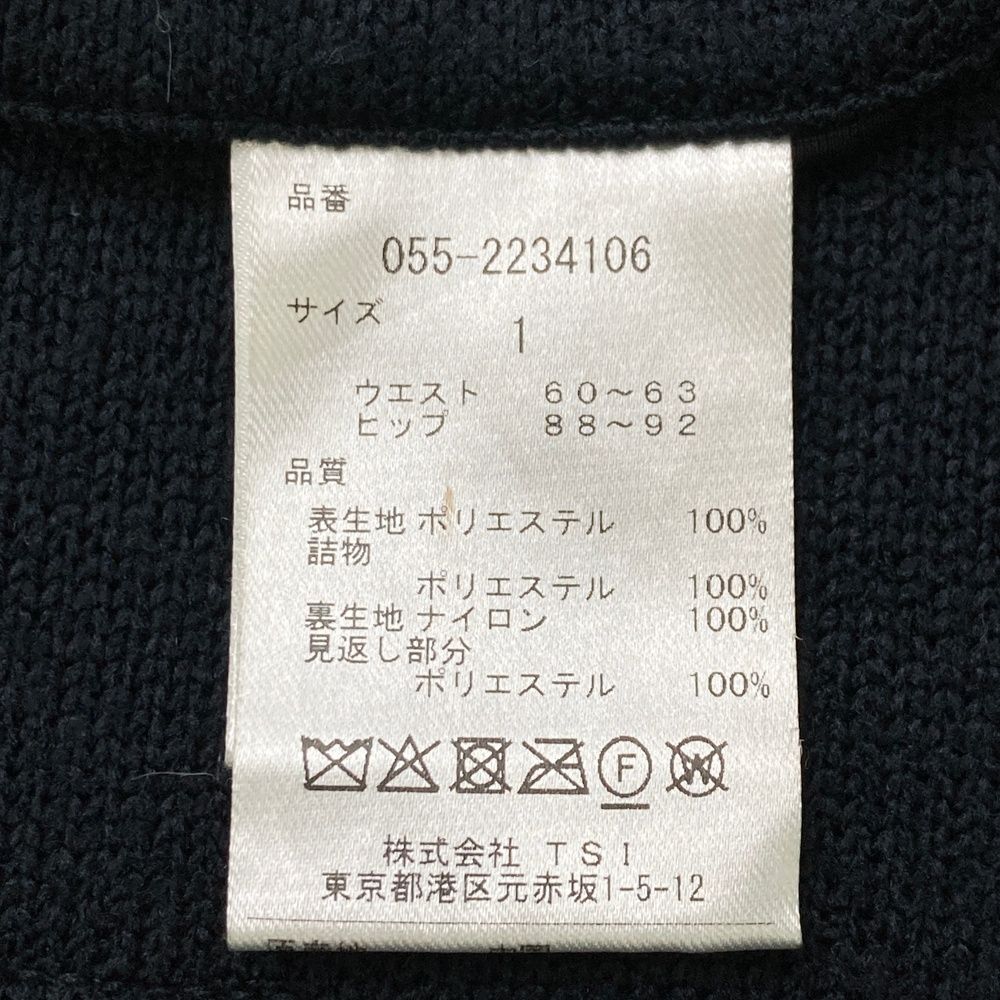 品番
055-2234106
サイズ
1
ウエスト 60～63
ヒップ 88～92
品質
表生地 ポリエステル 100%
詰物
ポリエステル 100%
裏生地 ナイロン 100%
見返し部分
ポリエステル 100%
F W
株式会社 TSI
東京都港区元赤坂1-5-12